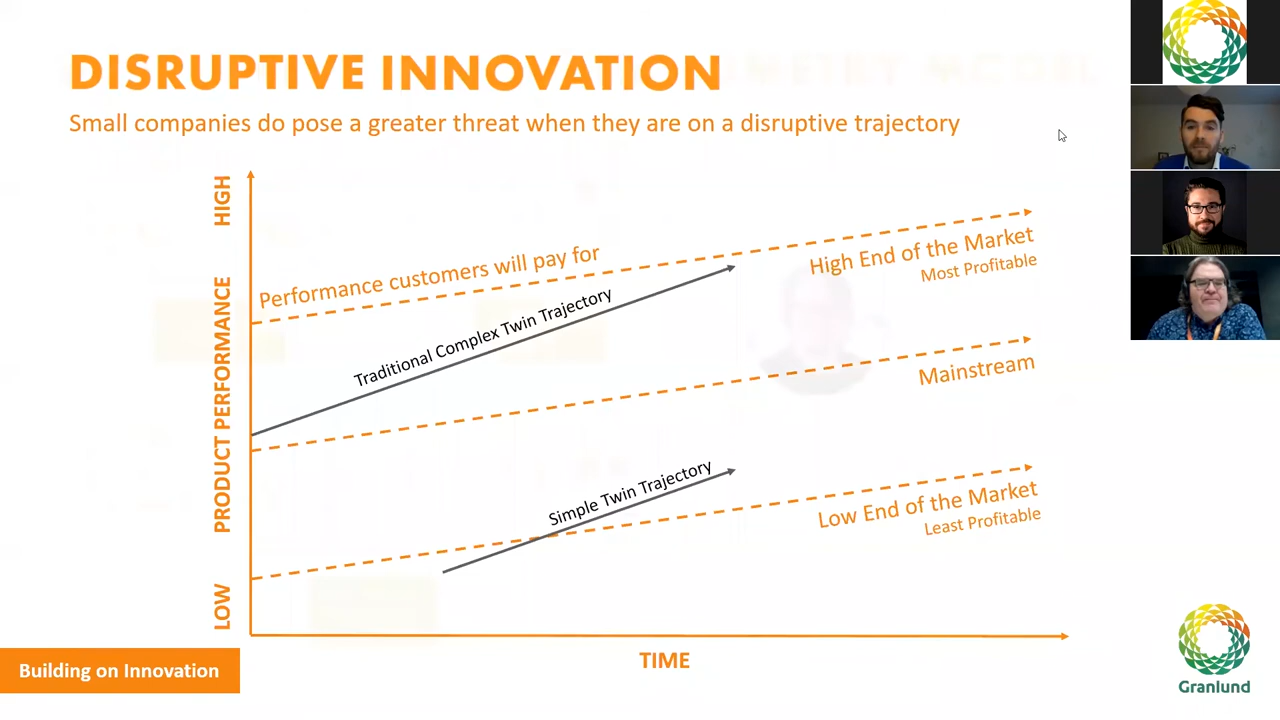 DISRUPTIVE INNOVATION
Small companies do pose a greater threat when they are on a disruptive trajectory
HIGH
PRODUCT PERFORMANCE
LOW
Performance customers will pay for
Traditional Complex Twin Trajectory
High End of the Market
Most Profitable
Mainstream
Simple Twin Trajectory
Low End of the Market
Least Profitable
TIME
Building on Innovation
Granlund